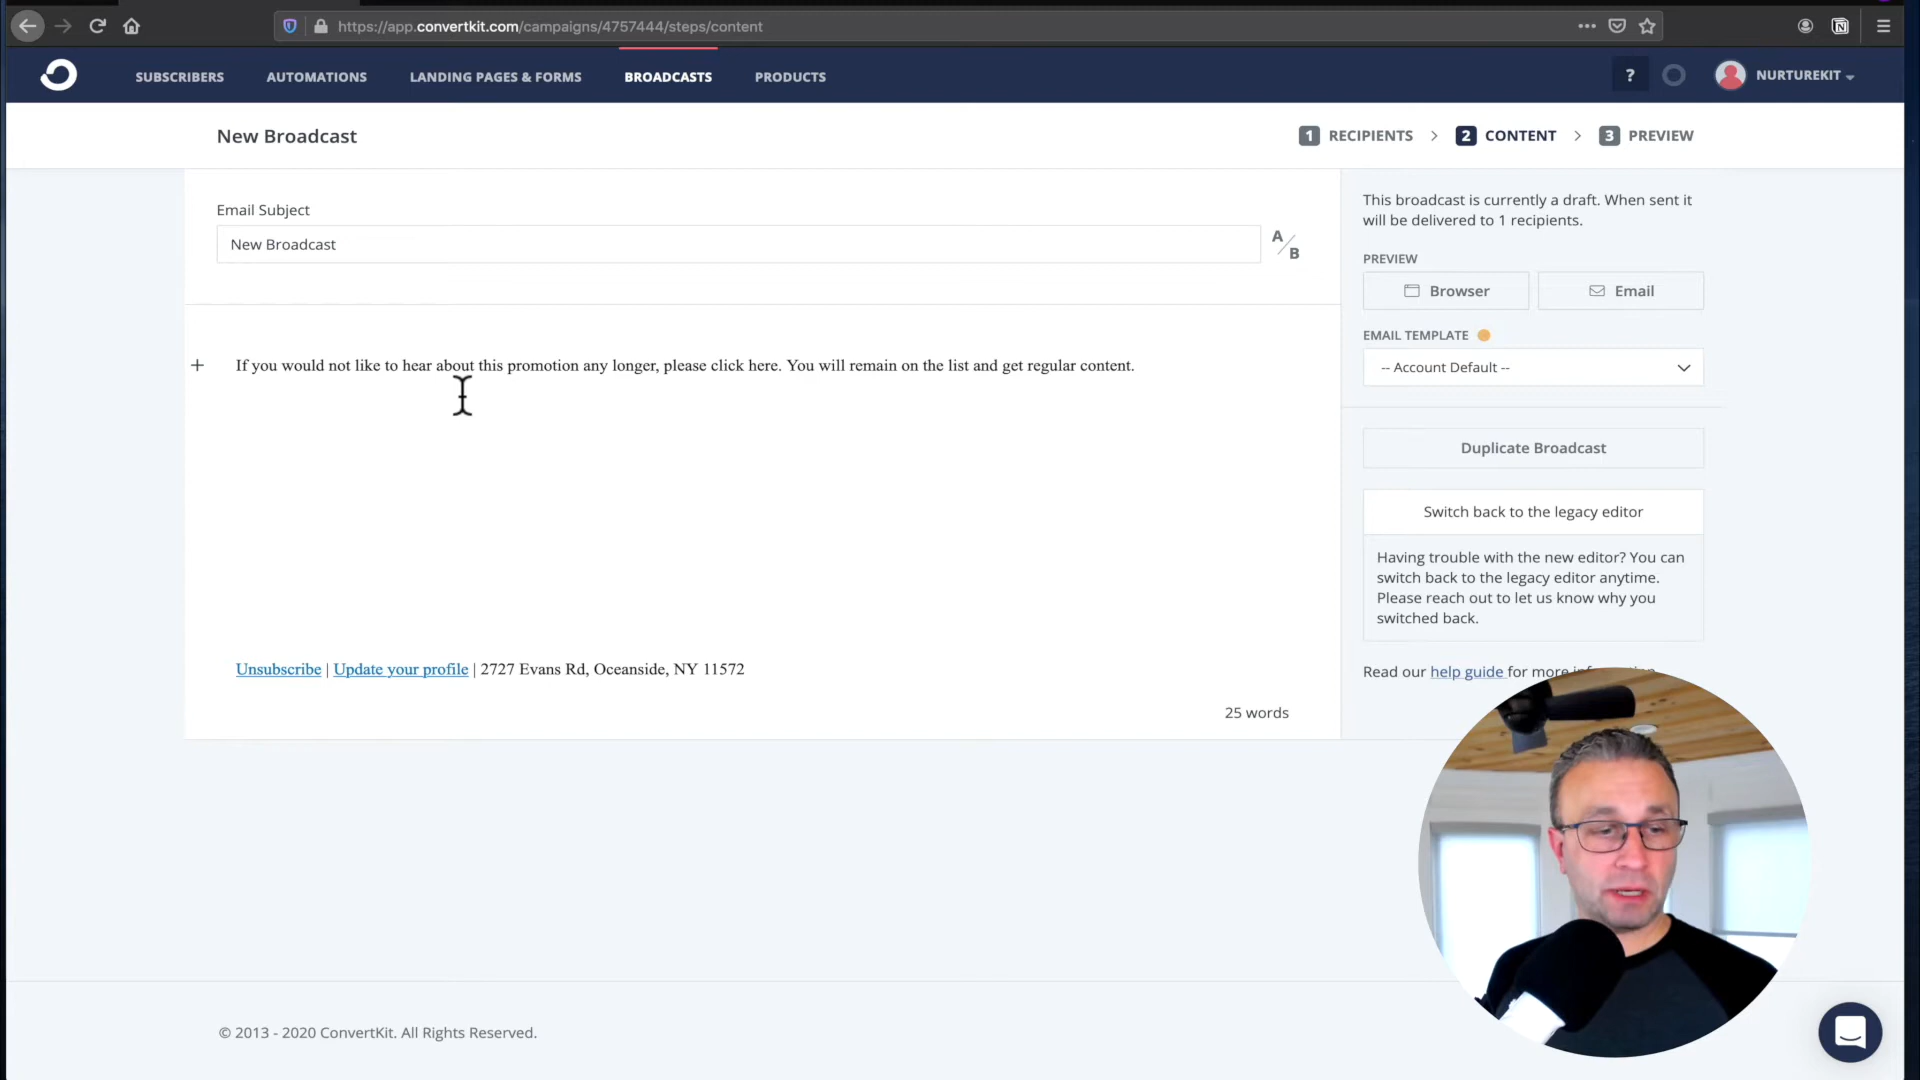 https://app.convertkit.com/campaigns/4757444/steps/content
SUBSCRIBERS AUTOMATIONS LANDING PAGES & FORMS BROADCASTS PRODUCTS ? NURTUREKIT
New Broadcast 1 RECIPIENTS > 2 CONTENT > 3 PREVIEW
Email Subject
New Broadcast
A/B
This broadcast is currently a draft. When sent it
will be delivered to 1 recipients.
PREVIEW
Browser Email
EMAIL TEMPLATE
-- Account Default --
If you would not like to hear about this promotion any longer, please click here. You will remain on the list and get regular content.
Duplicate Broadcast
Switch back to the legacy editor
Having trouble with the new editor? You can
switch back to the legacy editor anytime.
Please reach out to let us know why you
switched back.
Read our help guide for more
Unsubscribe | Update your profile | 2727 Evans Rd, Oceanside, NY 11572
25 words
© 2013 - 2020 ConvertKit. All Rights Reserved.